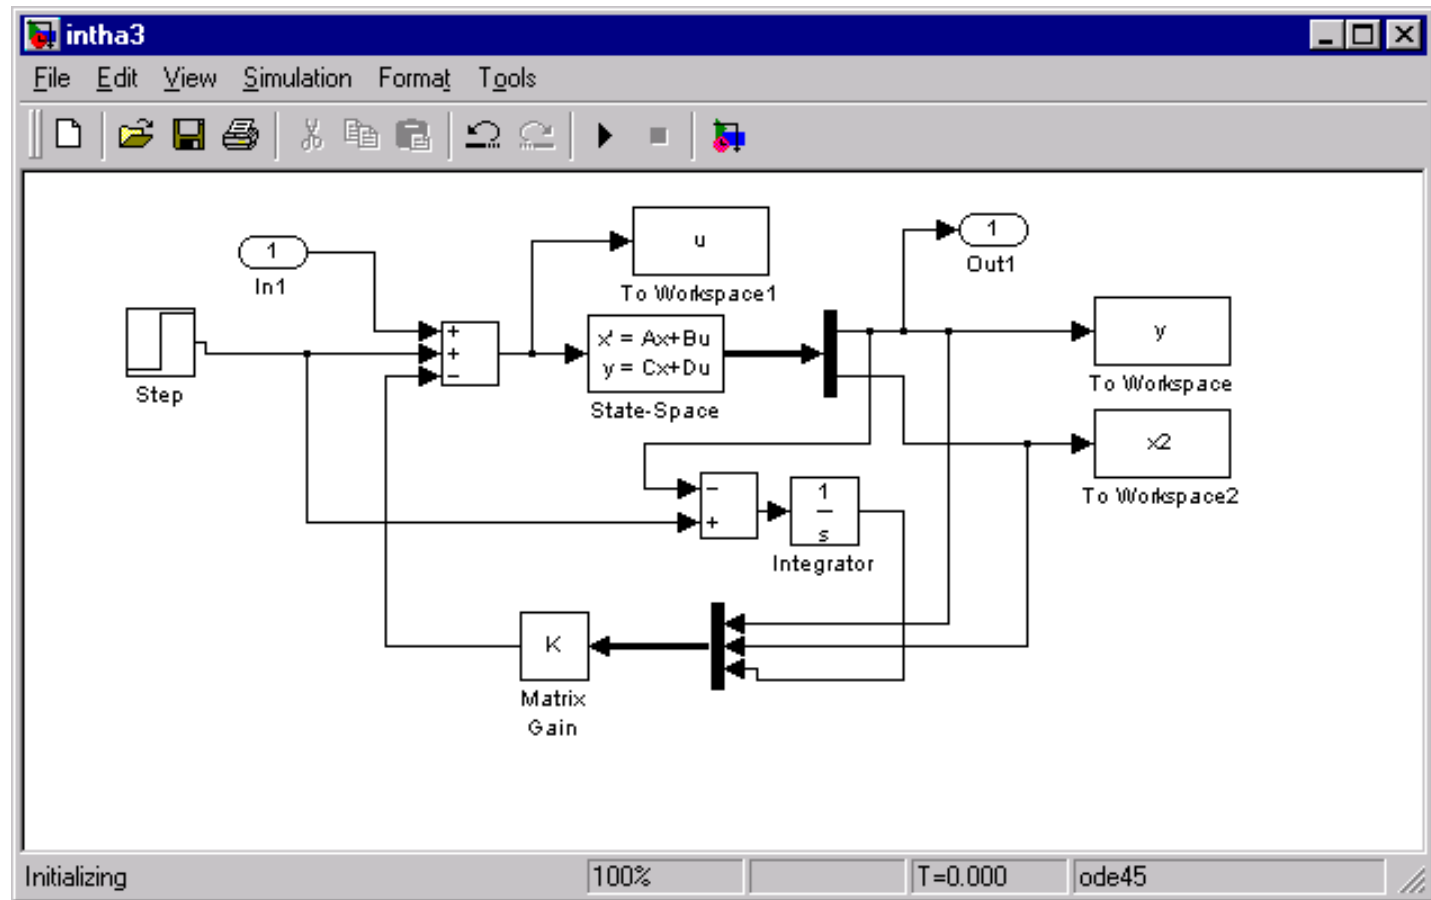 intha3
File Edit View Simulation Format Tools
1
In1
u
To Workspace1
1
Out1
Step
+
+
−
x' = Ax+Bu
y = Cx+Du
State-Space
y
To Workspace
x2
To Workspace2
−
+
1
s
Integrator
K
Matrix
Gain
Initializing 100% T=0.000 ode45